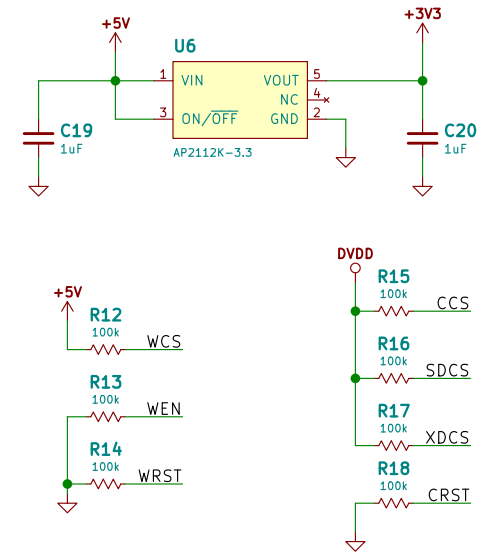 +5V
+3V3
U6
1 VIN VOUT 5
NC 4
3 ON/OFF GND 2
AP2112K-3.3
C19
1uF
C20
1uF
+5V
R12
100k
WCS
R13
100k
WEN
R14
100k
WRST
DVDD
R15
100k
CCS
R16
100k
SDCS
R17
100k
XDCS
R18
100k
CRST